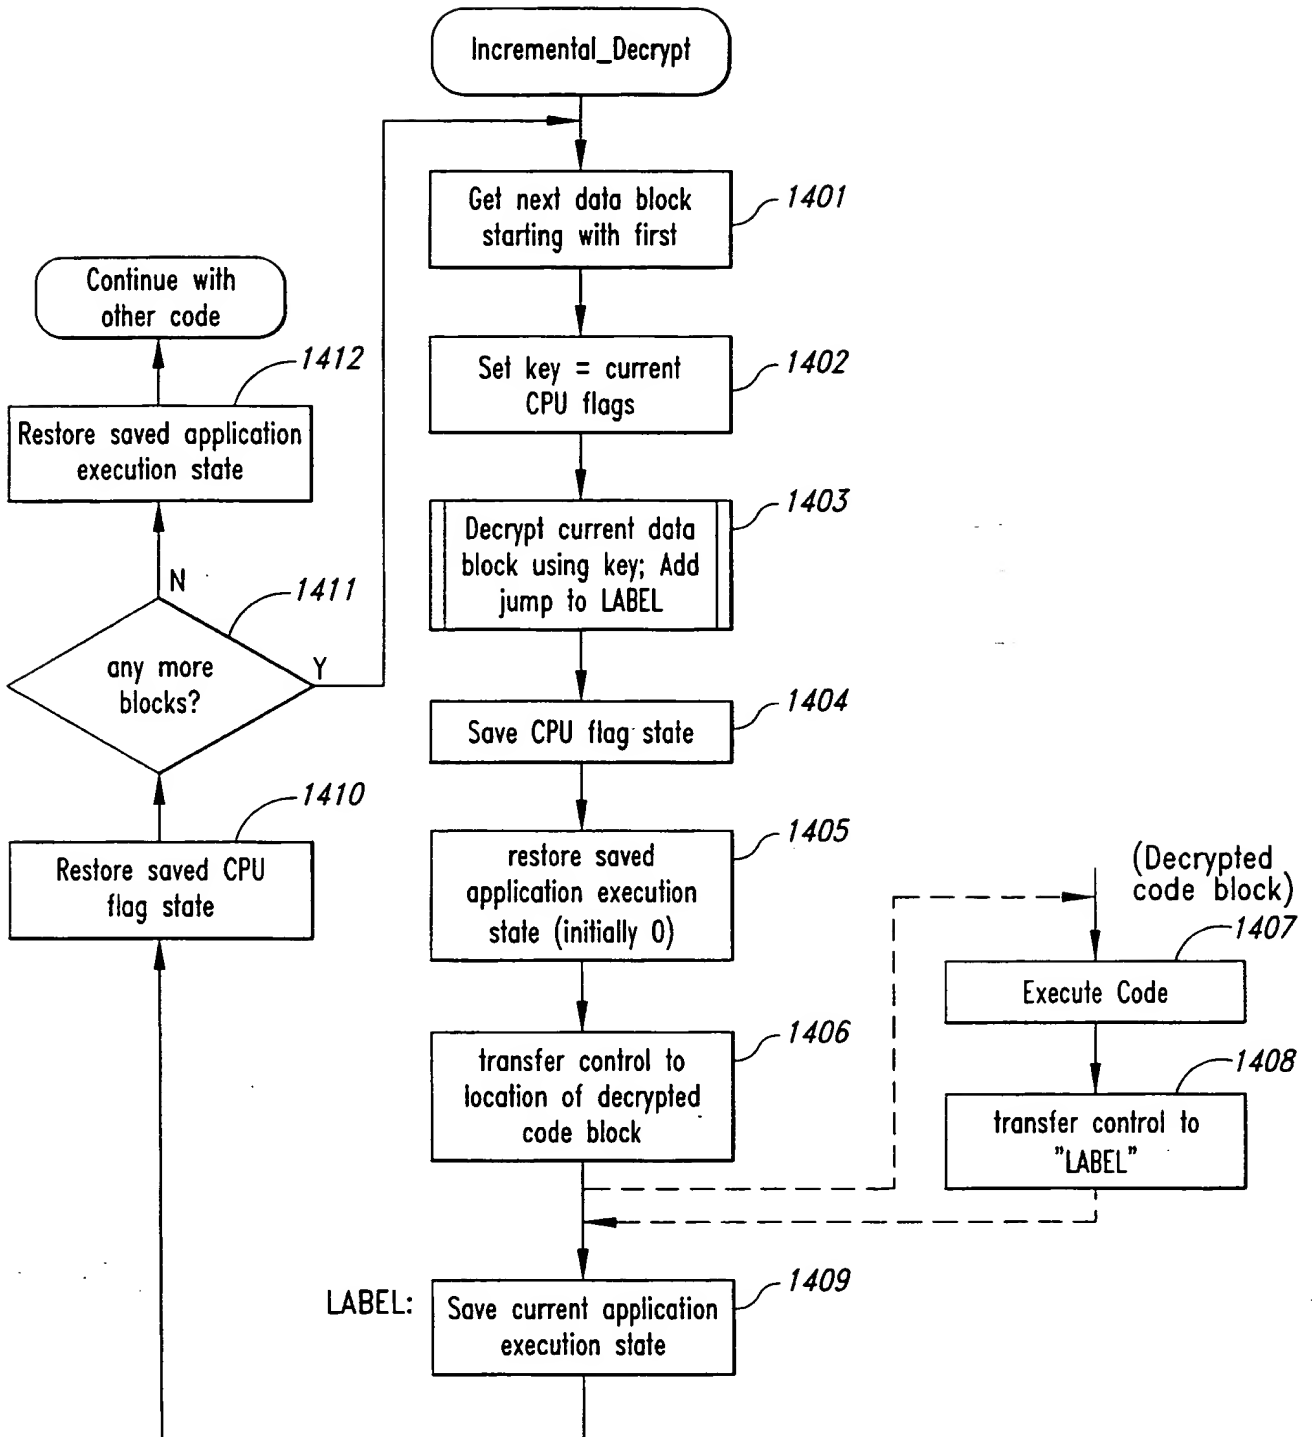 Incremental_Decrypt
Get next data block
starting with first
1401
Set key = current
CPU flags
1402
Decrypt current data
block using key; Add
jump to LABEL
1403
Save CPU flag state
1404
restore saved
application execution
state (initially 0)
1405
transfer control to
location of decrypted
code block
1406
(Decrypted
code block)
Execute Code
1407
transfer control to
"LABEL"
1408
LABEL:
Save current application
execution state
1409
Restore saved CPU
flag state
1410
any more
blocks?
1411
Y
N
Restore saved application
execution state
1412
Continue with
other code